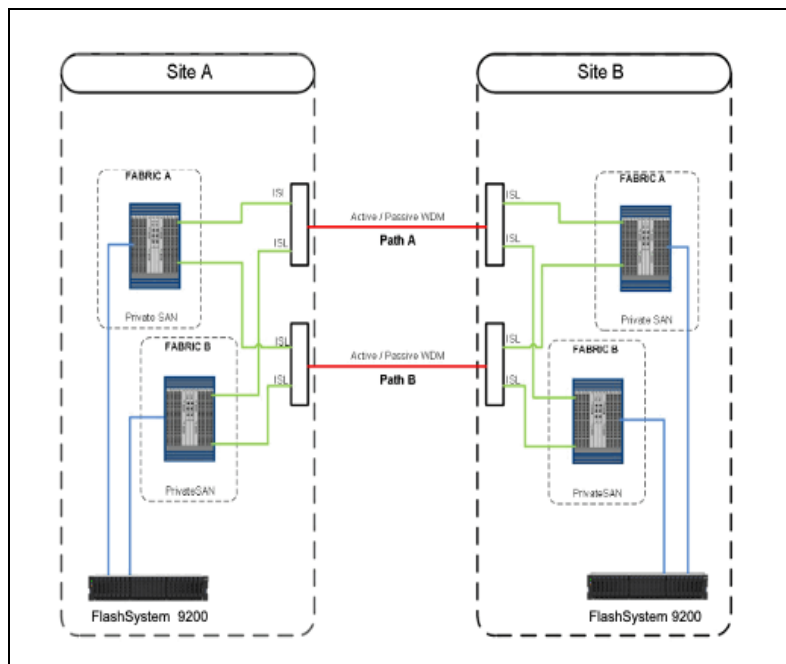 Site A
Site B
FABRIC A
FABRIC A
ISL
ISL
Active / Passive WDM
Path A
ISL
ISL
Private SAN
Private SAN
FABRIC B
FABRIC B
ISL
ISL
Active / Passive WDM
Path B
ISL
ISL
PrivateSAN
PrivateSAN
FlashSystem 9200
FlashSystem 9200